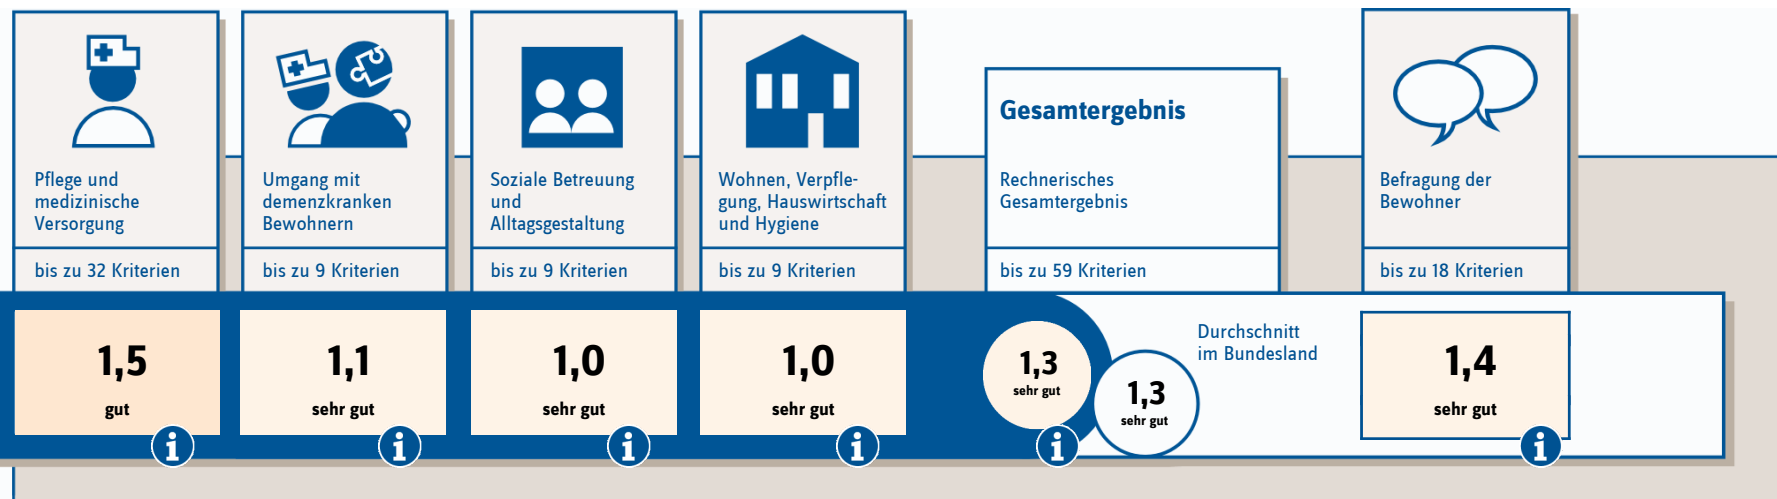 Pflege und
medizinische
Versorgung
bis zu 32 Kriterien
1,5
gut
Umgang mit
demenzkranken
Bewohnern
bis zu 9 Kriterien
1,1
sehr gut
Soziale Betreuung
und
Alltagsgestaltung
bis zu 9 Kriterien
1,0
sehr gut
Wohnen, Verpfle-
gung, Hauswirtschaft
und Hygiene
bis zu 9 Kriterien
1,0
sehr gut
Gesamtergebnis
Rechnerisches
Gesamtergebnis
bis zu 59 Kriterien
1,3
sehr gut
1,3
sehr gut
Durchschnitt
im Bundesland
Befragung der
Bewohner
bis zu 18 Kriterien
1,4
sehr gut